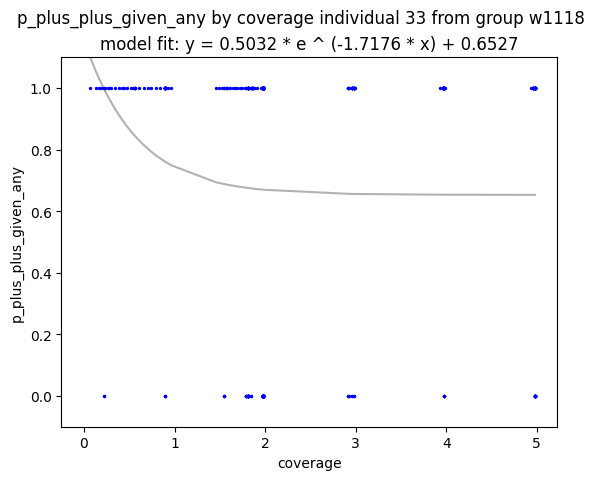 p_plus_plus_given_any by coverage individual 33 from group w1118
model fit: y = 0.5032 * e ^ (-1.7176 * x) + 0.6527
p_plus_plus_given_any
1.0
0.8
0.6
0.4
0.2
0.0
0 1 2 3 4 5
coverage